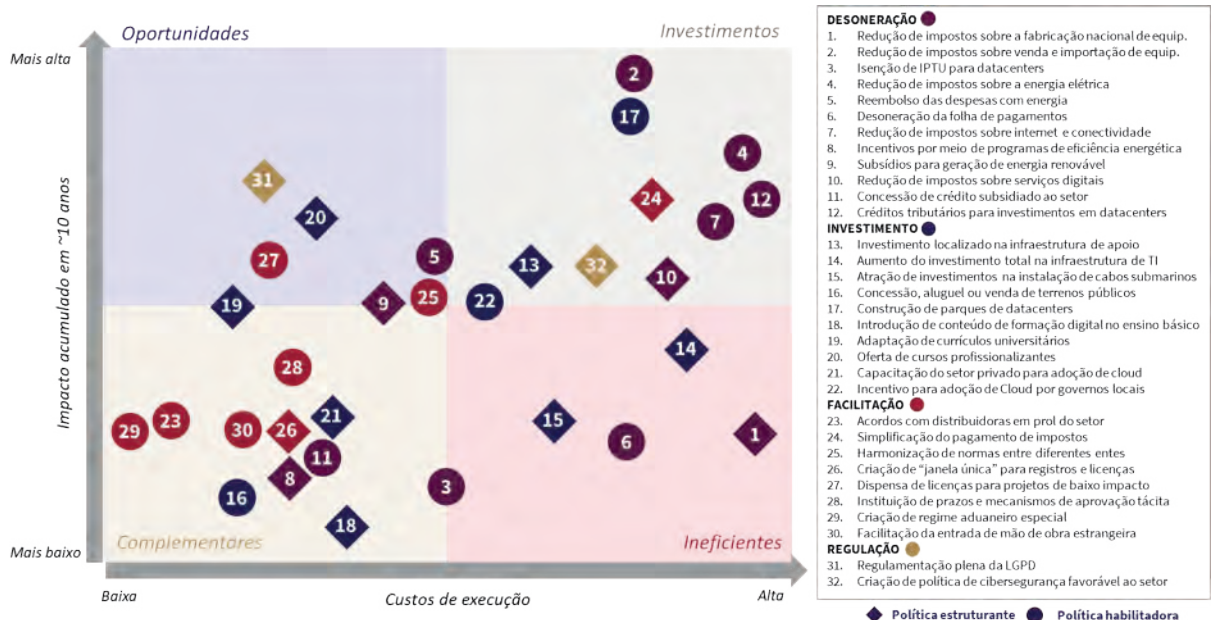 Oportunidades
Investimentos
Mais alta
2
17
4
31
24
12
20
7
27
5
13
32
10
19
9
25
22
14
28
29
23
30
26
21
15
6
1
11
8
3
16
18
Complementares
Ineficientes
Mais baixo
Impacto acumulado em ~10 anos
Baixa
Custos de execução
Alta
DESONERAÇÃO
1. Redução de impostos sobre a fabricação nacional de equip.
2. Redução de impostos sobre venda e importação de equip.
3. Isenção de IPTU para datacenters
4. Redução de impostos sobre a energia elétrica
5. Reembolso das despesas com energia
6. Desoneração da folha de pagamentos
7. Redução de impostos sobre internet e conectividade
8. Incentivos por meio de programas de eficiência energética
9. Subsídios para geração de energia renovável
10. Redução de impostos sobre serviços digitais
11. Concessão de crédito subsidiado ao setor
12. Créditos tributários para investimentos em datacenters
INVESTIMENTO
13. Investimento localizado na infraestrutura de apoio
14. Aumento do investimento total na infraestrutura de TI
15. Atração de investimentos na instalação de cabos submarinos
16. Concessão, aluguel ou venda de terrenos públicos
17. Construção de parques de datacenters
18. Introdução de conteúdo de formação digital no ensino básico
19. Adaptação de currículos universitários
20. Oferta de cursos profissionalizantes
21. Capacitação do setor privado para adoção de cloud
22. Incentivo para adoção de Cloud por governos locais
FACILITAÇÃO
23. Acordos com distribuidoras em prol do setor
24. Simplificação do pagamento de impostos
25. Harmonização de normas entre diferentes entes
26. Criação de “janela única” para registros e licenças
27. Dispensa de licenças para projetos de baixo impacto
28. Instituição de prazos e mecanismos de aprovação tácita
29. Criação de regime aduaneiro especial
30. Facilitação da entrada de mão de obra estrangeira
REGULAÇÃO
31. Regulamentação plena da LGPD
32. Criação de política de cibersegurança favorável ao setor
Política estruturante
Política habilitadora